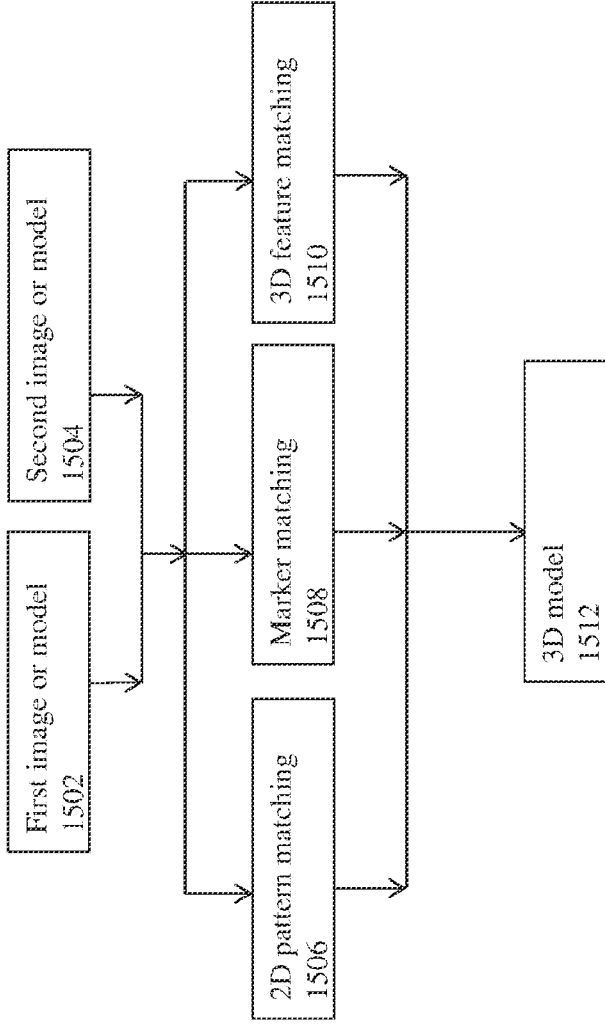 First image or model
1502
Second image or model
1504
2D pattern matching
1506
Marker matching
1508
3D feature matching
1510
3D model
1512